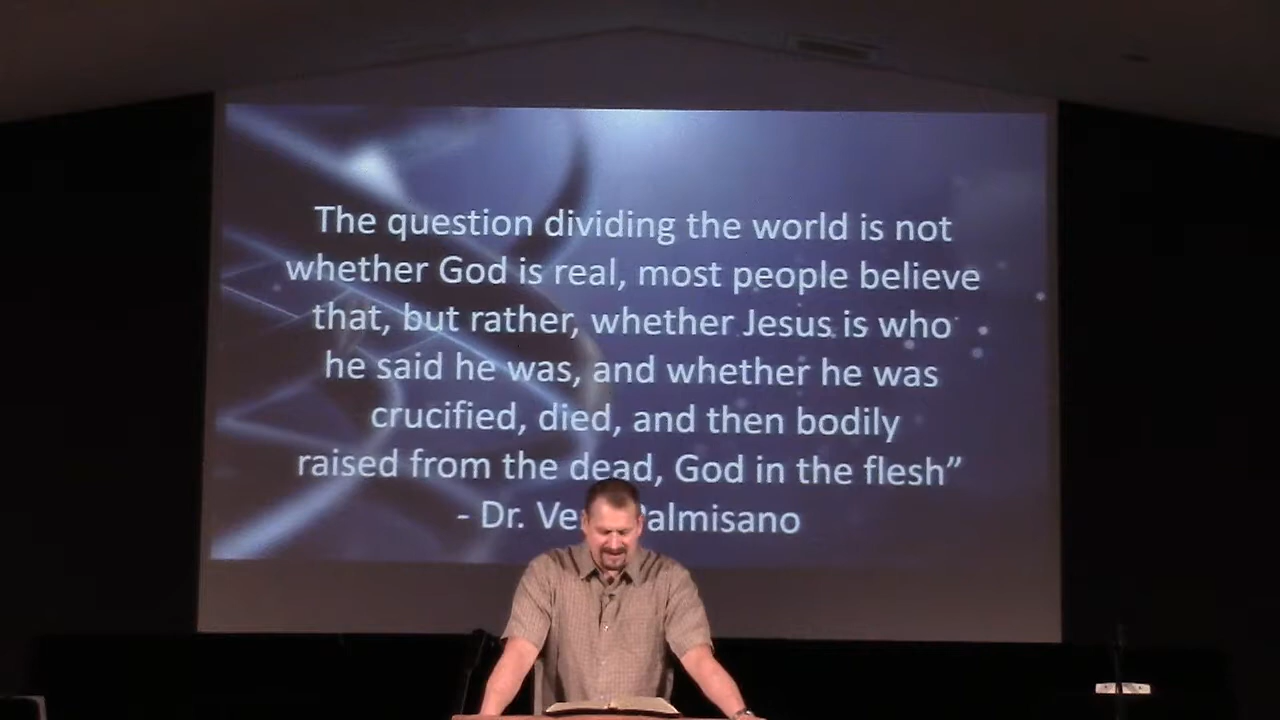 The question dividing the world is not
whether God is real, most people believe
that, but rather, whether Jesus is who
he said he was, and whether he was
crucified, died, and then bodily
raised from the dead, God in the flesh”
- Dr. Palmisano